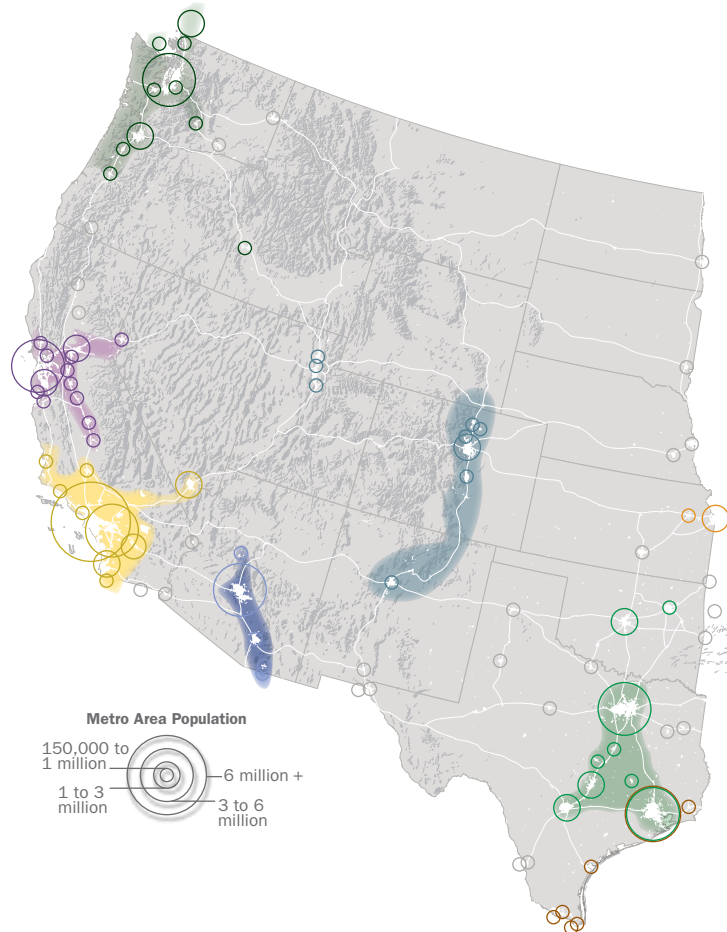 Metro Area Population
150,000 to
1 million
6 million +
1 to 3
million
3 to 6
million